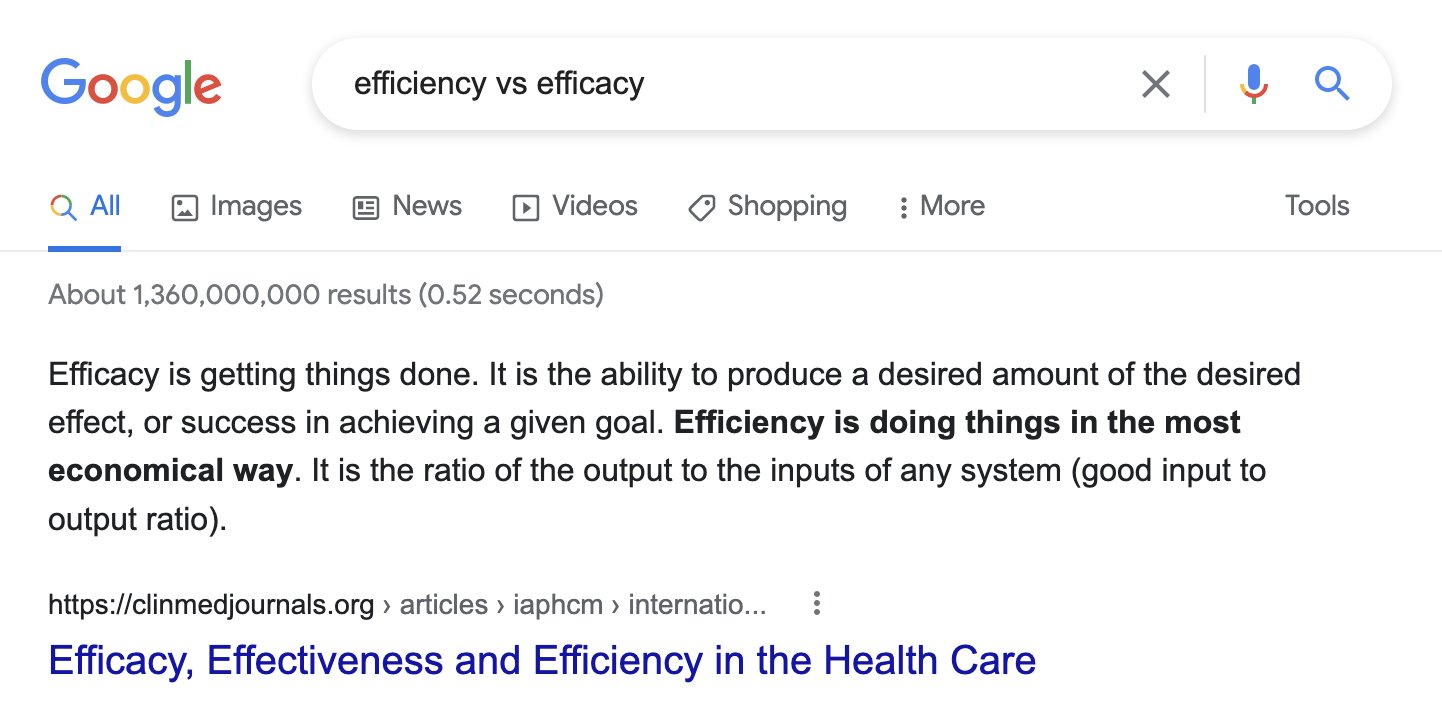 Google
efficiency vs efficacy
All Images News Videos Shopping More Tools
About 1,360,000,000 results (0.52 seconds)
Efficacy is getting things done. It is the ability to produce a desired amount of the desired
effect, or success in achieving a given goal. Efficiency is doing things in the most
economical way. It is the ratio of the output to the inputs of any system (good input to
output ratio).
https://clinmedjournals.org › articles › iaphcm › internatio...
Efficacy, Effectiveness and Efficiency in the Health Care